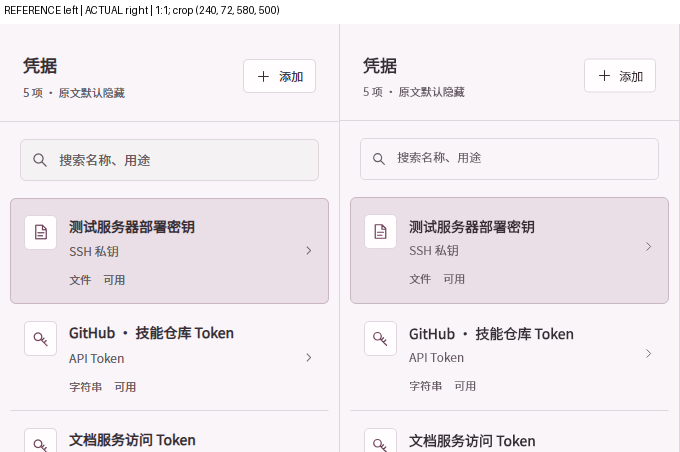 REFERENCE left | ACTUAL right | 1:1; crop (240, 72, 580, 500)
凭据
5 项 · 原文默认隐藏
添加
搜索名称、用途
测试服务器部署密钥
SSH 私钥
文件 可用
GitHub · 技能仓库 Token
API Token
字符串 可用
文档服务访问 Token
凭据
5 项 · 原文默认隐藏
添加
搜索名称、用途
测试服务器部署密钥
SSH 私钥
文件 可用
GitHub · 技能仓库 Token
API Token
字符串 可用
文档服务访问 Token